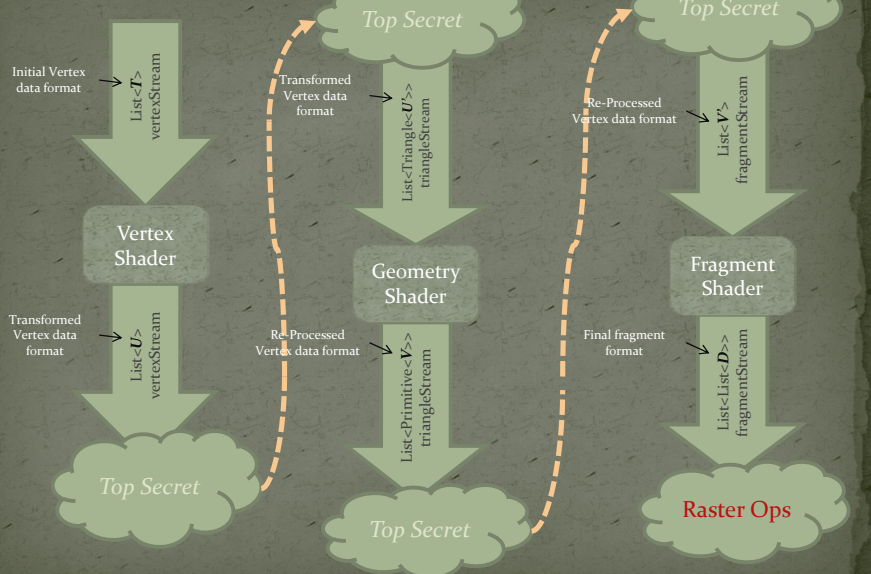 Initial Vertex
data format
List<T>
vertexStream
Vertex
Shader
Transformed
Vertex data
format
List<U>
vertexStream
Top Secret
Top Secret
Transformed
Vertex data
format
List<Triangle<U'>>
triangleStream
Geometry
Shader
Re-Processed
Vertex data format
List<Primitive<V>>
triangleStream
Top Secret
Top Secret
Re-Processed
Vertex data format
List<V'>
fragmentStream
Fragment
Shader
Final fragment
format
List<List<D>>
fragmentStream
Raster Ops